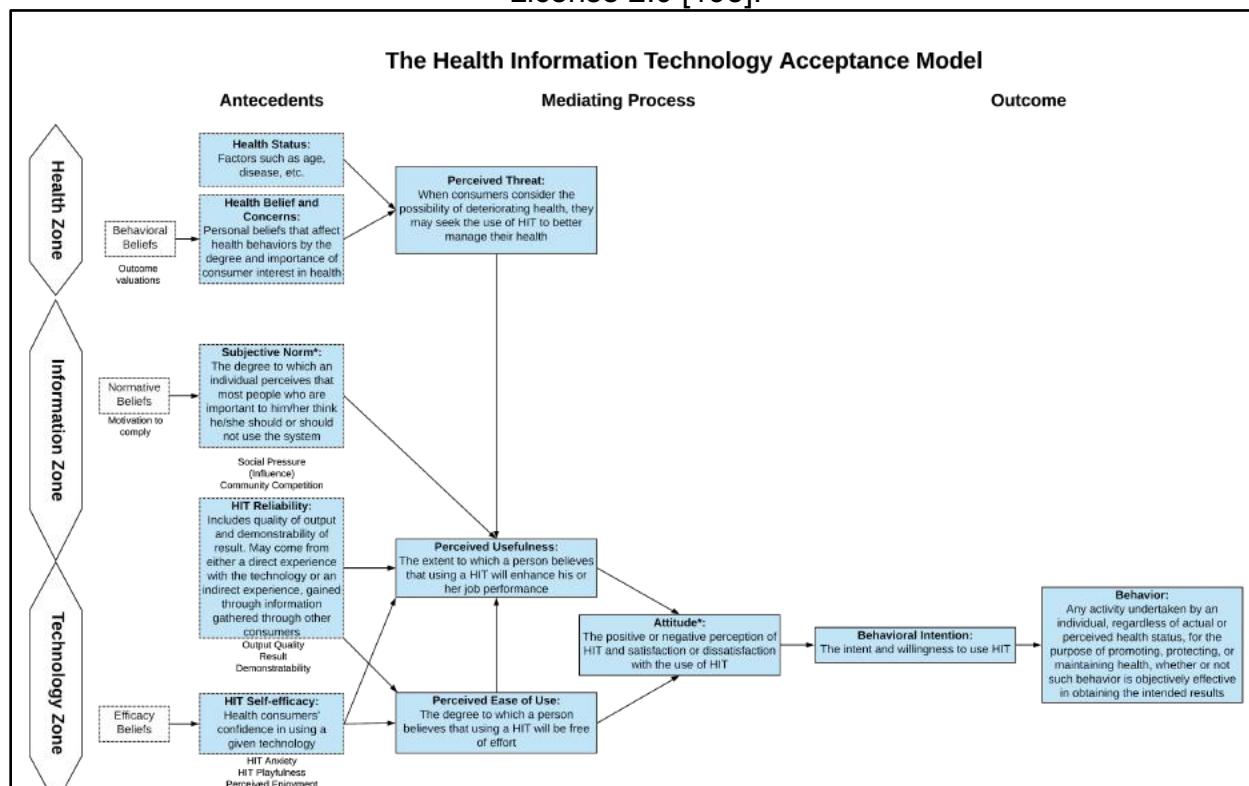 License 2.0 [108].
The Health Information Technology Acceptance Model
Antecedents
Mediating Process
Outcome
Health Zone
Information Zone
Technology Zone
Behavioral
Beliefs
Outcome
valuations
Health Status:
Factors such as age,
disease, etc.
Health Belief and
Concerns:
Personal beliefs that affect
health behaviors by the
degree and importance of
consumer interest in health
Perceived Threat:
When consumers consider the
possibility of deteriorating health, they
may seek the use of HIT to better
manage their health
Normative
Beliefs
Motivation to
comply
Subjective Norm*:
The degree to which an
individual perceives that
most people who are
important to him/her think
he/she should or should
not use the system
Social Pressure
(Influence)
Community Competition
HIT Reliability:
Includes quality of output
and demonstrability of
result. May come from
either a direct experience
with the technology or an
indirect experience, gained
through information
gathered through other
consumers
Output Quality
Result
Demonstratability
Efficacy
Beliefs
HIT Self-efficacy:
Health consumers'
confidence in using a
given technology
HIT Anxiety
HIT Playfulness
Perceived Enjoyment
Perceived Usefulness:
The extent to which a person believes
that using a HIT will enhance his or
her job performance
Perceived Ease of Use:
The degree to which a person
believes that using a HIT will be free
of effort
Attitude*:
The positive or negative perception of
HIT and satisfaction or dissatisfaction
with the use of HIT
Behavioral Intention:
The intent and willingness to use HIT
Behavior:
Any activity undertaken by an
individual, regardless of actual or
perceived health status, for the
purpose of promoting, protecting, or
maintaining health, whether or not
such behavior is objectively effective
in obtaining the intended results